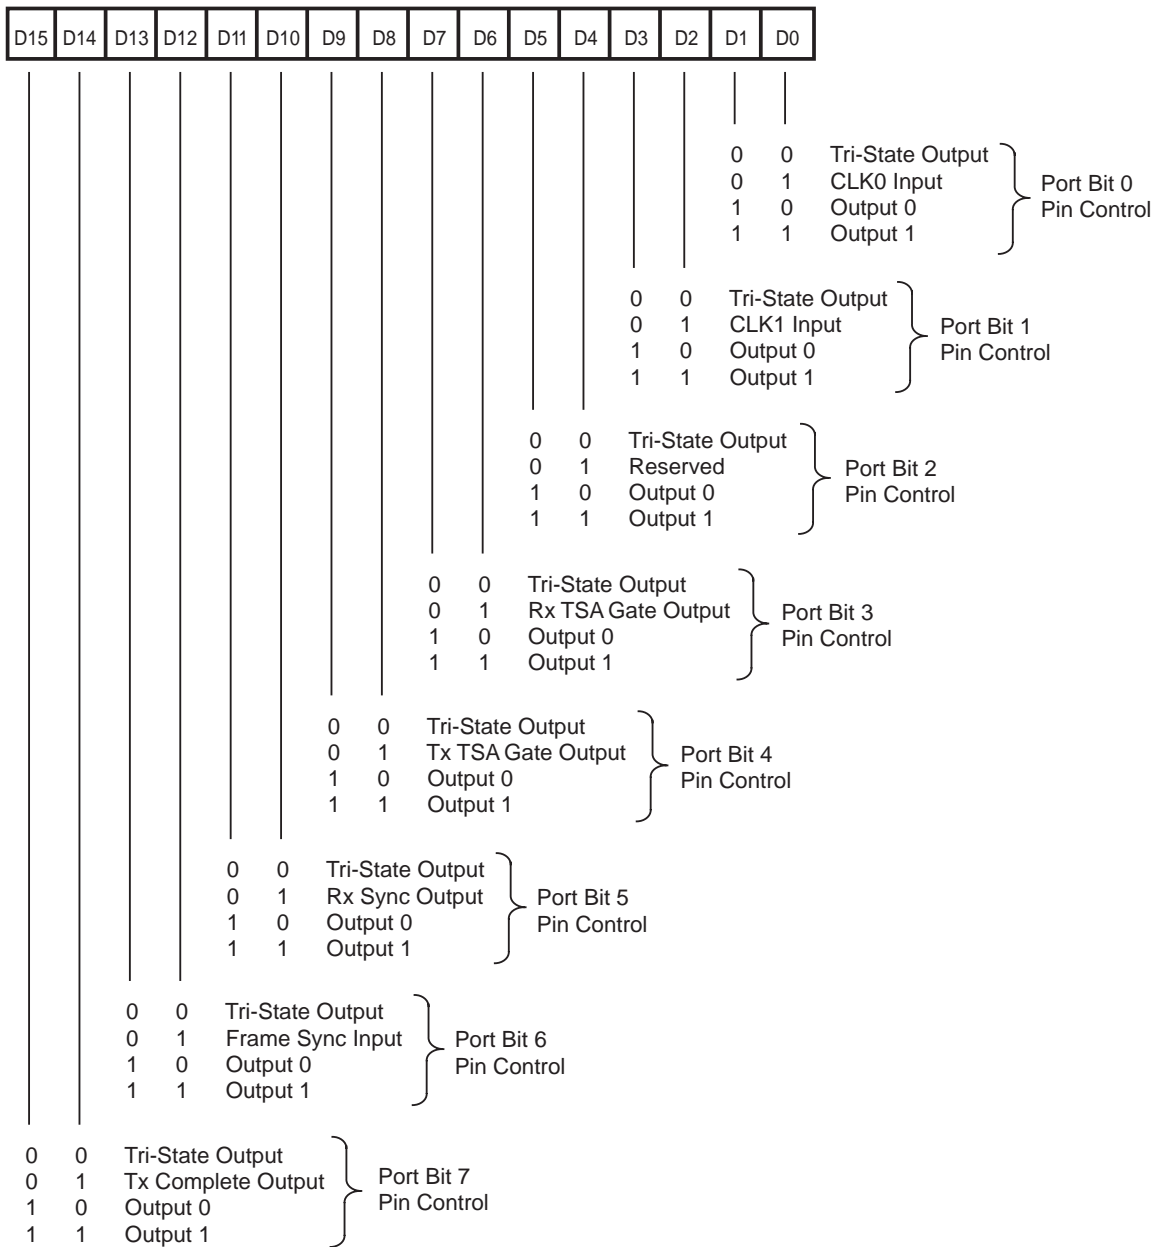 D15 D14 D13 D12 D11 D10 D9 D8 D7 D6 D5 D4 D3 D2 D1 D0
0 0 Tri-State Output
0 1 CLK0 Input
1 0 Output 0
1 1 Output 1
Port Bit 0
Pin Control
0 0 Tri-State Output
0 1 CLK1 Input
1 0 Output 0
1 1 Output 1
Port Bit 1
Pin Control
0 0 Tri-State Output
0 1 Reserved
1 0 Output 0
1 1 Output 1
Port Bit 2
Pin Control
0 0 Tri-State Output
0 1 Rx TSA Gate Output
1 0 Output 0
1 1 Output 1
Port Bit 3
Pin Control
0 0 Tri-State Output
0 1 Tx TSA Gate Output
1 0 Output 0
1 1 Output 1
Port Bit 4
Pin Control
0 0 Tri-State Output
0 1 Rx Sync Output
1 0 Output 0
1 1 Output 1
Port Bit 5
Pin Control
0 0 Tri-State Output
0 1 Frame Sync Input
1 0 Output 0
1 1 Output 1
Port Bit 6
Pin Control
0 0 Tri-State Output
0 1 Tx Complete Output
1 0 Output 0
1 1 Output 1
Port Bit 7
Pin Control